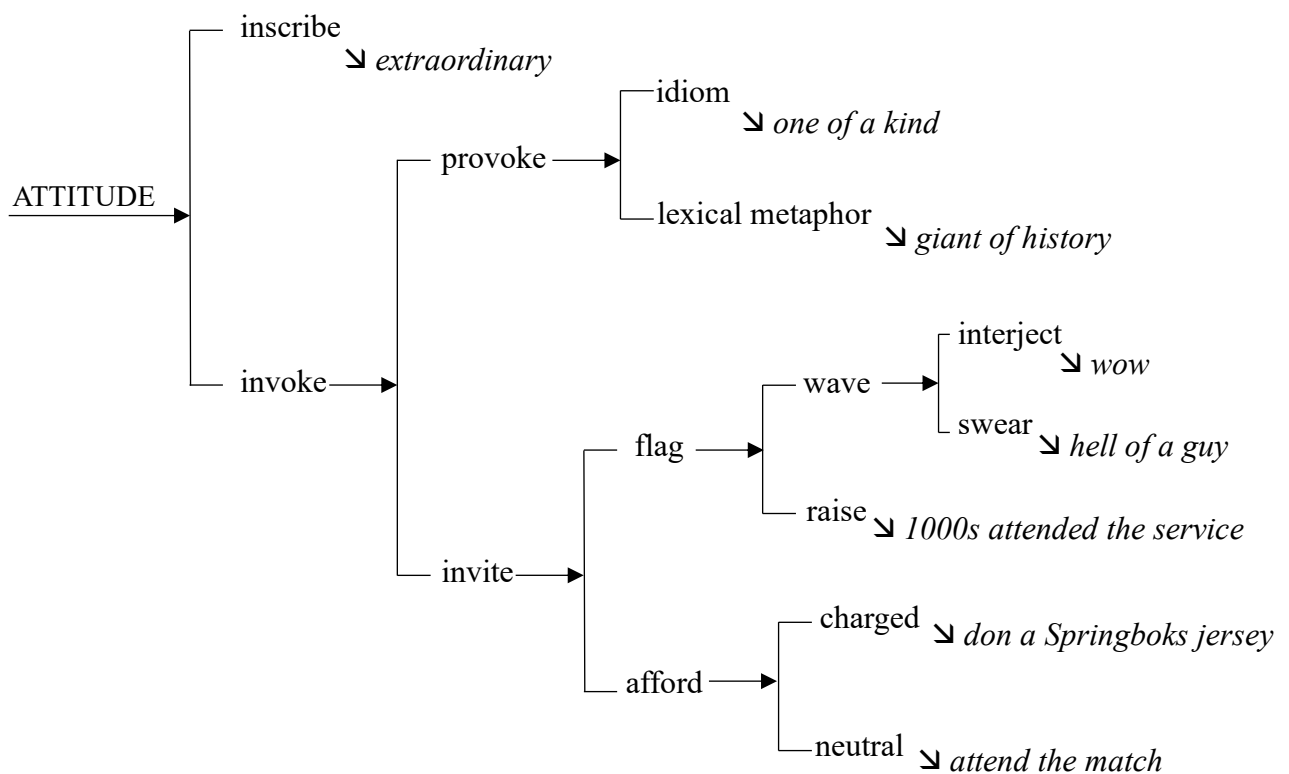 inscribe
↘ extraordinary
idiom
↘ one of a kind
provoke
ATTITUDE
lexical metaphor
↘ giant of history
interject
↘ wow
invoke
wave
swear
↘ hell of a guy
flag
raise
↘ 1000s attended the service
invite
charged
↘ don a Springboks jersey
afford
neutral
↘ attend the match